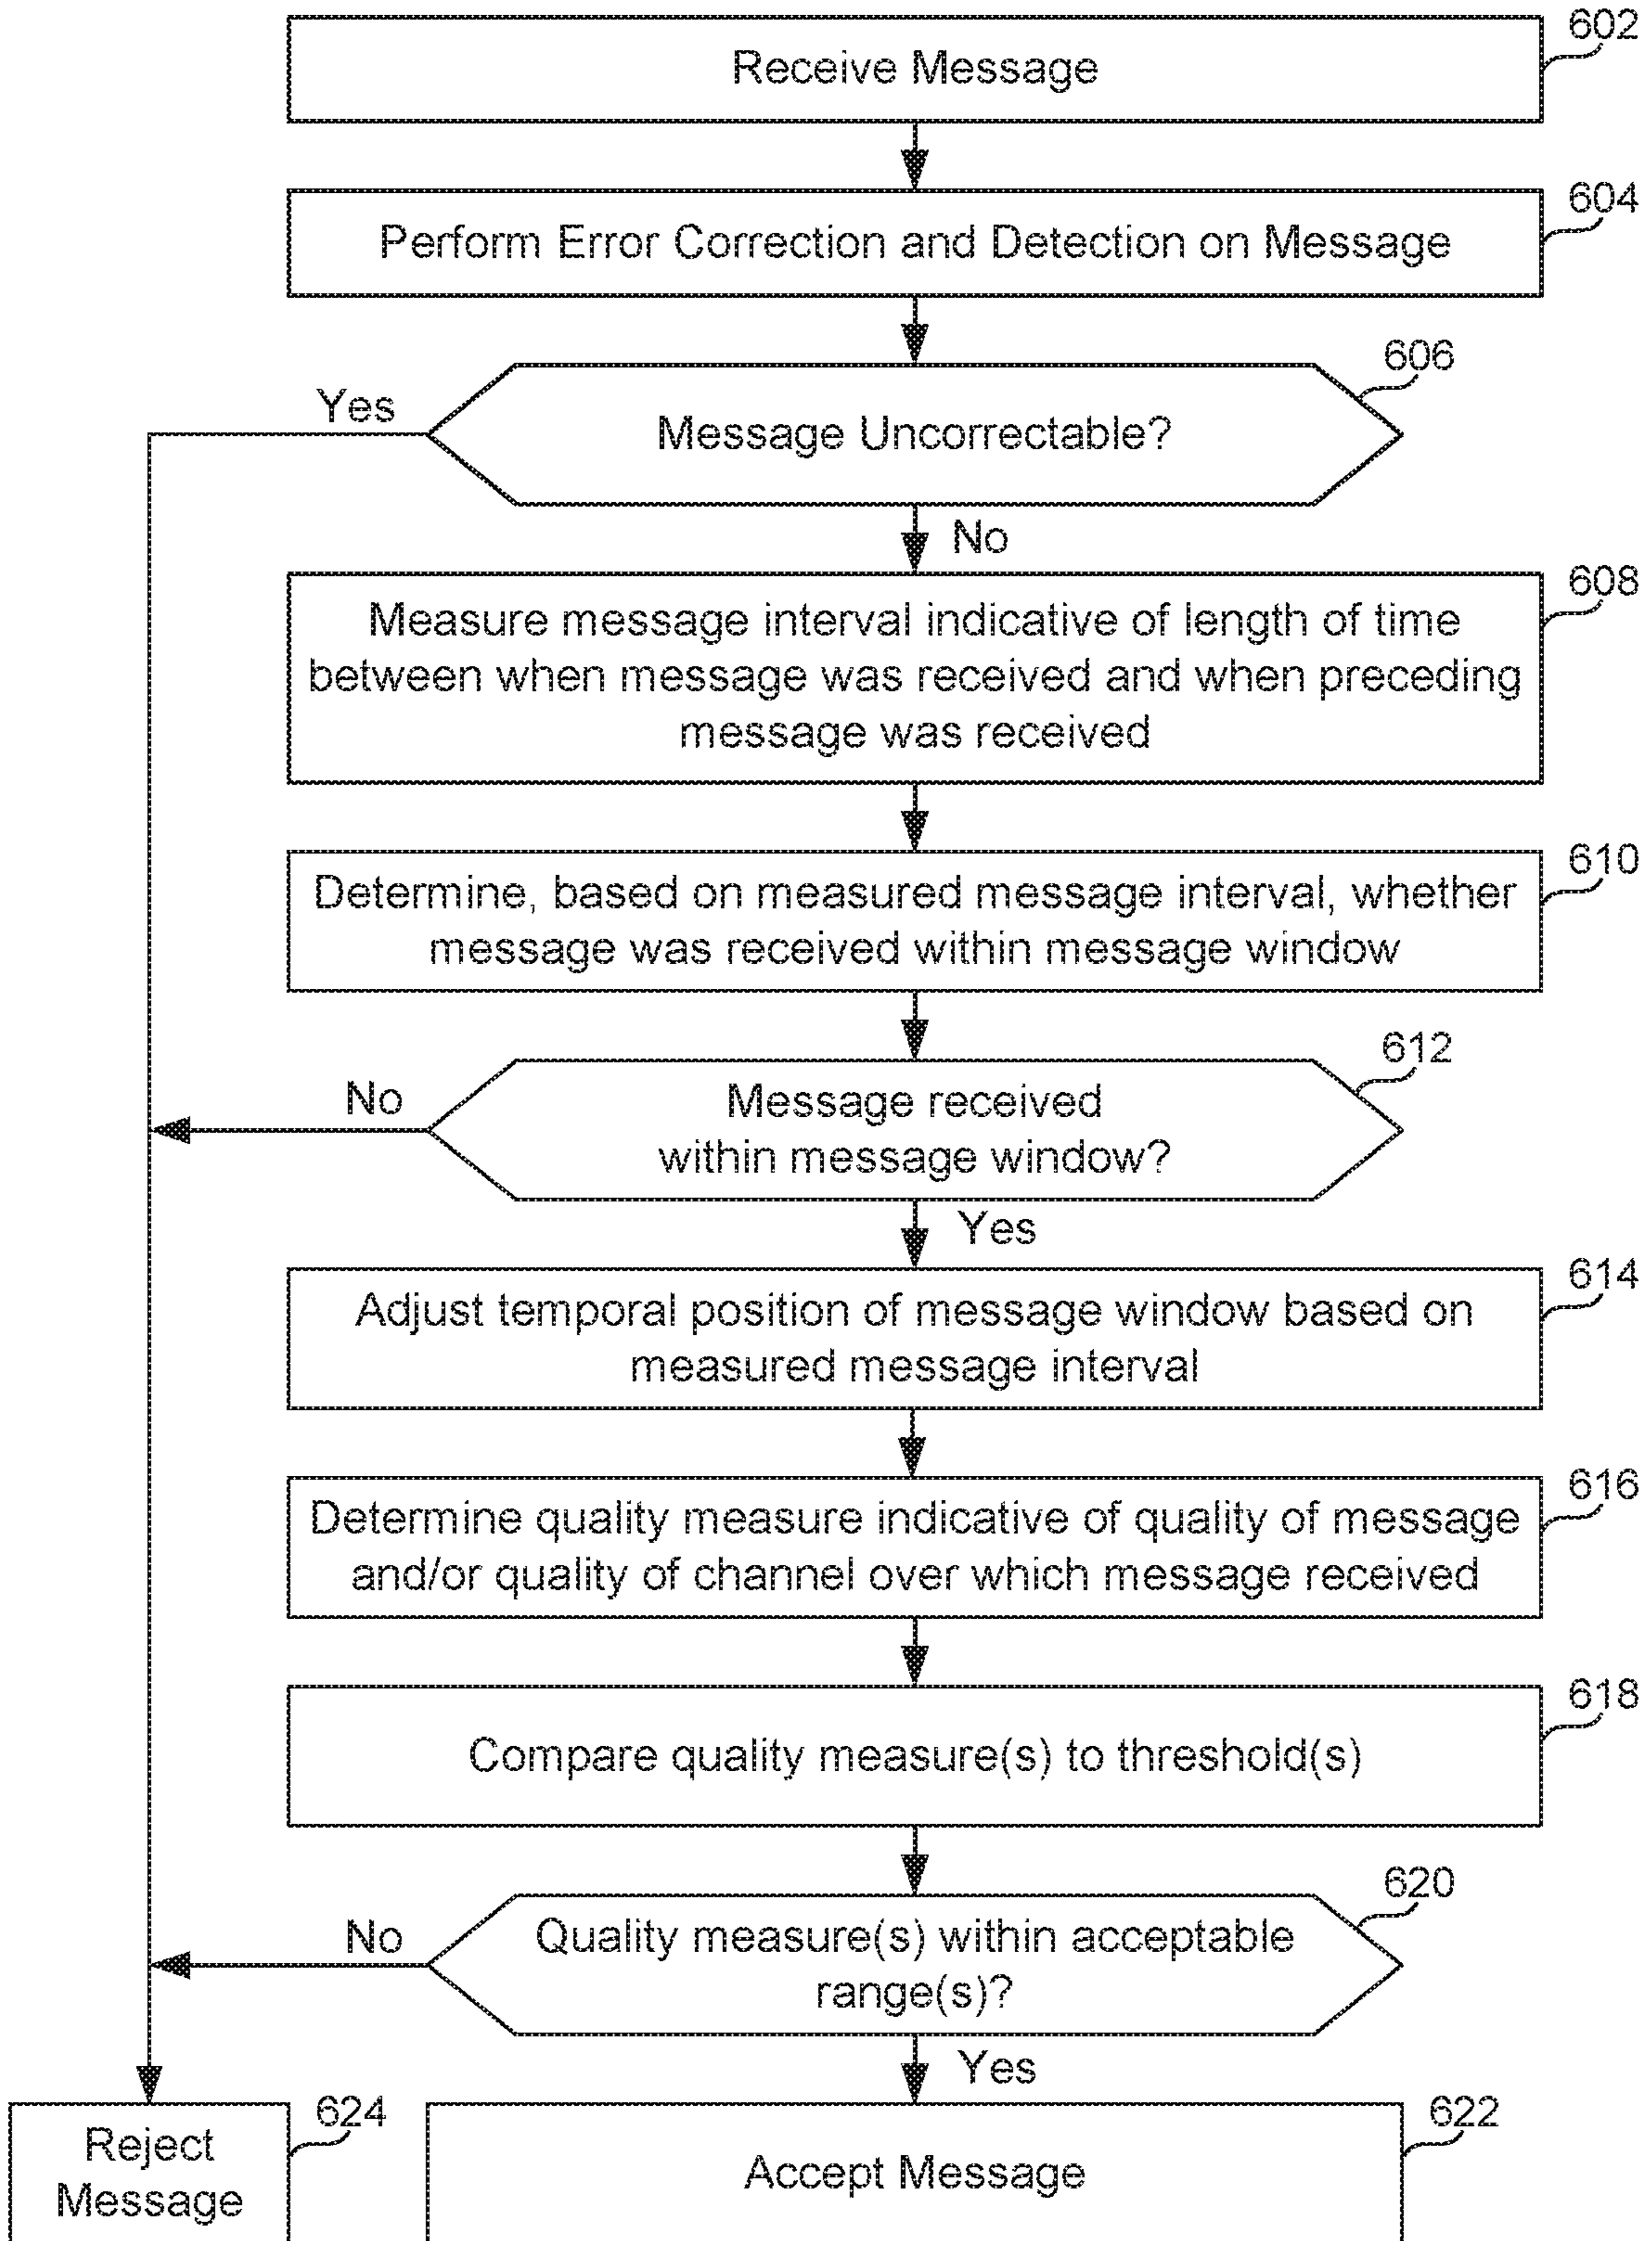 602
Receive Message
604
Perform Error Correction and Detection on Message
606
Yes
Message Uncorrectable?
No
608
Measure message interval indicative of length of time
between when message was received and when preceding
message was received
610
Determine, based on measured message interval, whether
message was received within message window
612
No
Message received
within message window?
Yes
614
Adjust temporal position of message window based on
measured message interval
616
Determine quality measure indicative of quality of message
and/or quality of channel over which message received
618
Compare quality measure(s) to threshold(s)
620
No
Quality measure(s) within acceptable
range(s)?
Yes
624
Reject
Message
622
Accept Message